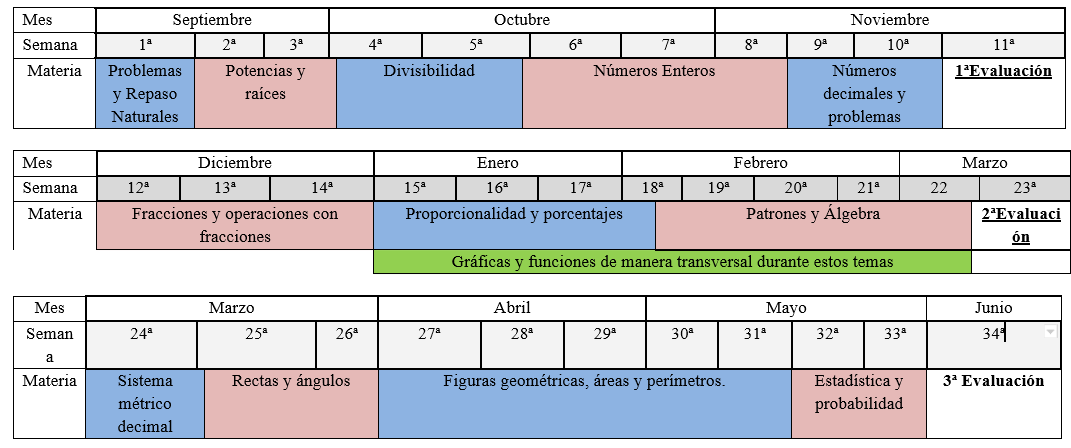 Mes Septiembre Octubre Noviembre
Semana 1ª 2ª 3ª 4ª 5ª 6ª 7ª 8ª 9ª 10ª 11ª
Materia Problemas Potencias y Divisibilidad Números Enteros Números 1ªEvaluación
y Repaso raíces decimales y
Naturales problemas
Mes Diciembre Enero Febrero Marzo
Semana 12ª 13ª 14ª 15ª 16ª 17ª 18ª 19ª 20ª 21ª 22 23ª
Materia Fracciones y operaciones con Proporcionalidad y porcentajes Patrones y Álgebra 2ªEvaluaci
fracciones ón
Gráficas y funciones de manera transversal durante estos temas
Mes Marzo Abril Mayo Junio
Seman 24ª 25ª 26ª 27ª 28ª 29ª 30ª 31ª 32ª 33ª 34ª
a
Materia Sistema Rectas y ángulos Figuras geométricas, áreas y perímetros. Estadística y 3ª Evaluación
métrico probabilidad
decimal